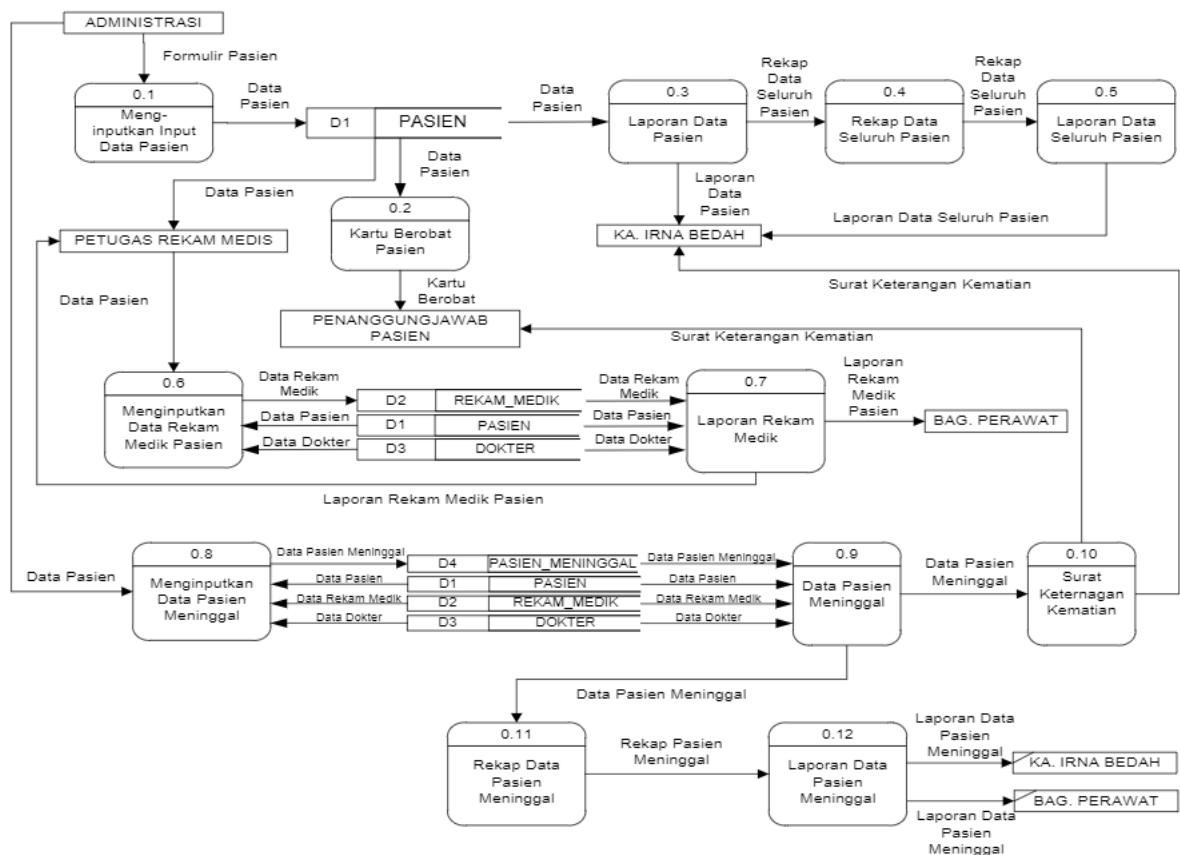 ADMINISTRASI
Formulir Pasien
0.1
Meng-
inputkan Input
Data Pasien
Data
Pasien
D1
PASIEN
Data
Pasien
0.3
Laporan Data
Pasien
Rekap
Data
Seluruh
Pasien
0.4
Rekap Data
Seluruh Pasien
Rekap
Data
Seluruh
Pasien
0.5
Laporan Data
Seluruh Pasien
Data Pasien
Data
Pasien
0.2
Kartu Berobat
Pasien
Laporan
Data
Pasien
Laporan Data Seluruh Pasien
PETUGAS REKAM MEDIS
KA. IRNA BEDAH
Data Pasien
Kartu
Berobat
Surat Keterangan Kematian
PENANGGUNGJAWAB
PASIEN
Surat Keterangan Kematian
0.6
Menginputkan
Data Rekam
Medik Pasien
Data Rekam
Medik
Data Pasien
Data Dokter
D2
REKAM_MEDIK
D1
PASIEN
D3
DOKTER
Data Rekam
Medik
Data Pasien
Data Dokter
0.7
Laporan Rekam
Medik
Laporan
Rekam
Medik
Pasien
BAG. PERAWAT
Laporan Rekam Medik Pasien
Data Pasien
0.8
Menginputkan
Data Pasien
Meninggal
Data Pasien Meninggal
Data Pasien
Data Rekam Medik
Data Dokter
D4
PASIEN_MENINGGAL
D1
PASIEN
D2
REKAM_MEDIK
D3
DOKTER
Data Pasien Meninggal
Data Pasien
Data Rekam Medik
Data Dokter
0.9
Data Pasien
Meninggal
Data Pasien
Meninggal
0.10
Surat
Keternagan
Kematian
Data Pasien Meninggal
0.11
Rekap Data
Pasien
Meninggal
Rekap Pasien
Meninggal
0.12
Laporan Data
Pasien
Meninggal
Laporan Data
Pasien
Meninggal
KA. IRNA BEDAH
BAG. PERAWAT
Laporan Data
Pasien
Meninggal